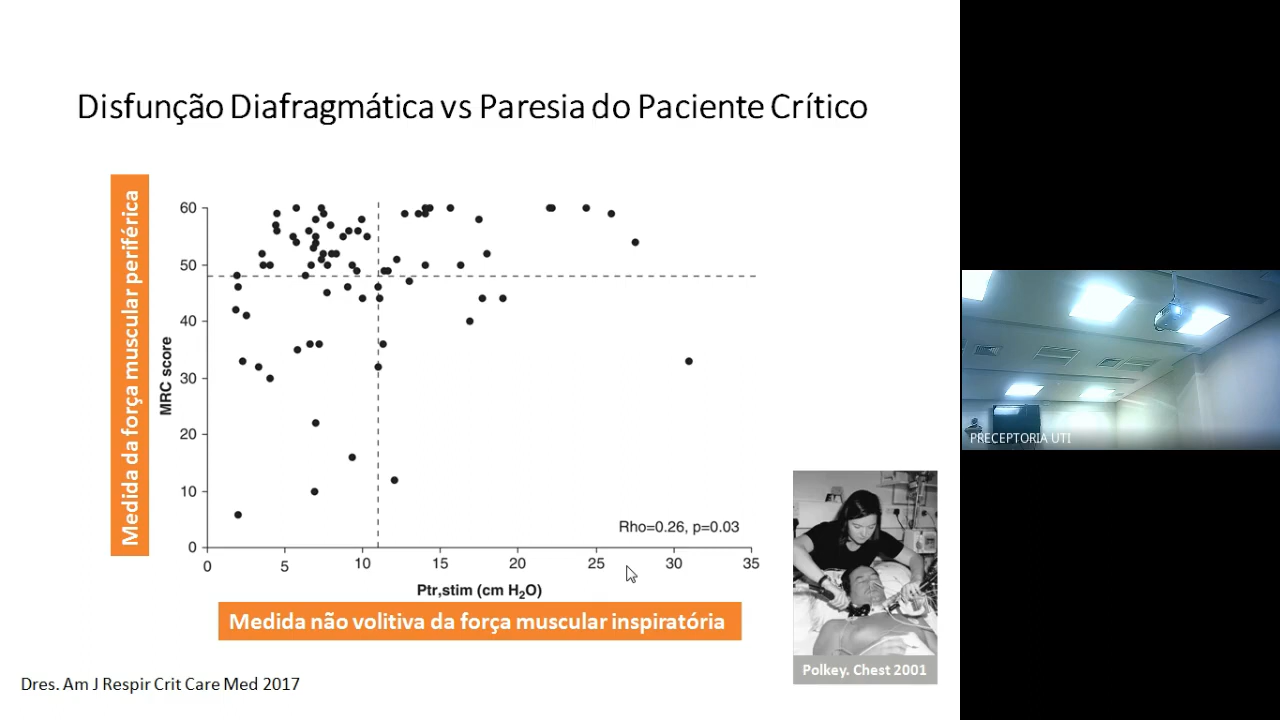 Disfunção Diafragmática vs Paresia do Paciente Crítico
Medida da força muscular periférica
MRC score
60
50
40
30
20
10
0
0 5 10 15 20 25 30 35
Rho=0.26, p=0.03
Ptr,stim (cm H₂O)
Medida não volitiva da força muscular inspiratória
Polkey. Chest 2001
Dres. Am J Respir Crit Care Med 2017
PRECEPTORIA UTI